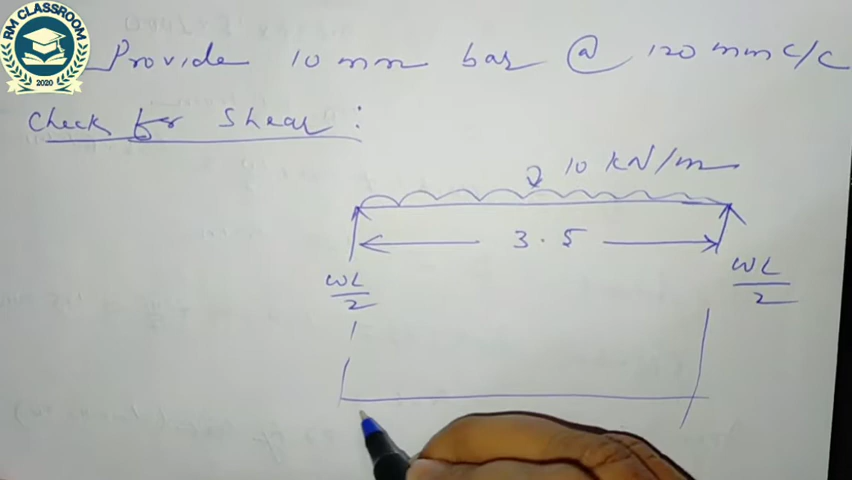 RM CLASSROOM
2020
Provide 10 mm bar @ 120 mm c/c
Check for Shear :
10 kN/m
3.5
wL/2
wL/2